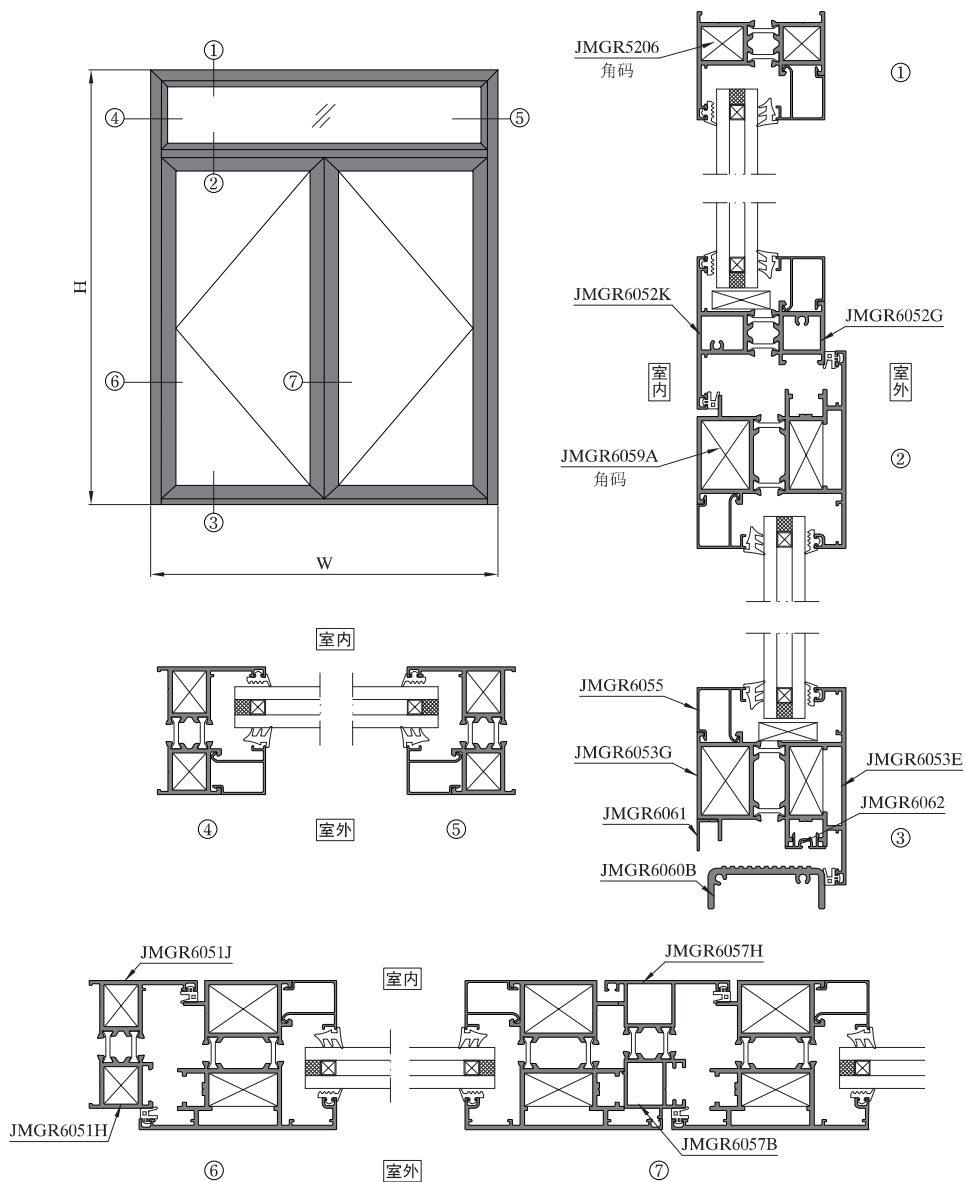 ①
④
⑤
②
H
⑥
⑦
③
W
JMGR5206
角码
①
JMGR6052K
JMGR6052G
室内
室外
JMGR6059A
角码
②
室内
④
室外
⑤
JMGR6055
JMGR6053G
JMGR6053E
JMGR6061
JMGR6062
③
JMGR6060B
JMGR6051J
室内
JMGR6057H
JMGR6051H
JMGR6057B
⑥
室外
⑦